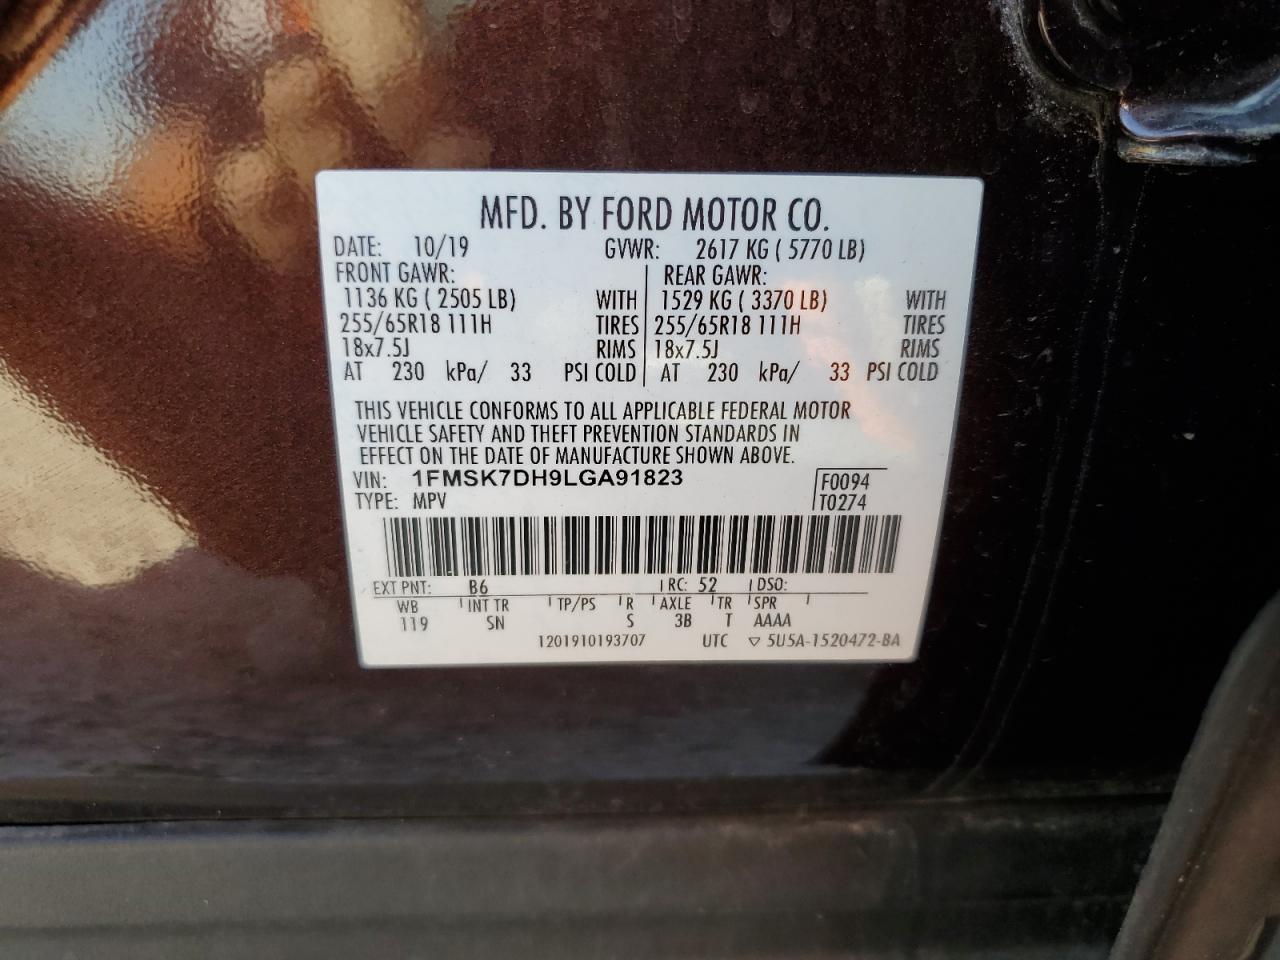 MFD. BY FORD MOTOR CO.
DATE: 10/19 GVWR: 2617 KG ( 5770 LB)
FRONT GAWR: REAR GAWR:
1136 KG ( 2505 LB) WITH 1529 KG ( 3370 LB) WITH
255/65R18 111H TIRES 255/65R18 111H TIRES
18x7.5J RIMS 18x7.5J RIMS
AT 230 kPa/ 33 PSI COLD AT 230 kPa/ 33 PSI COLD
THIS VEHICLE CONFORMS TO ALL APPLICABLE FEDERAL MOTOR
VEHICLE SAFETY AND THEFT PREVENTION STANDARDS IN
EFFECT ON THE DATE OF MANUFACTURE SHOWN ABOVE.
VIN: 1FMSK7DH9LGA91823 F0094
TYPE: MPV T0274
EXT PNT: B6 RC: 52 DSO:
WB INT TR TP/PS R AXLE TR SPR
119 SN S 3B T AAAA
1201910193707 UTC ▽ 5U5A-1520472-BA